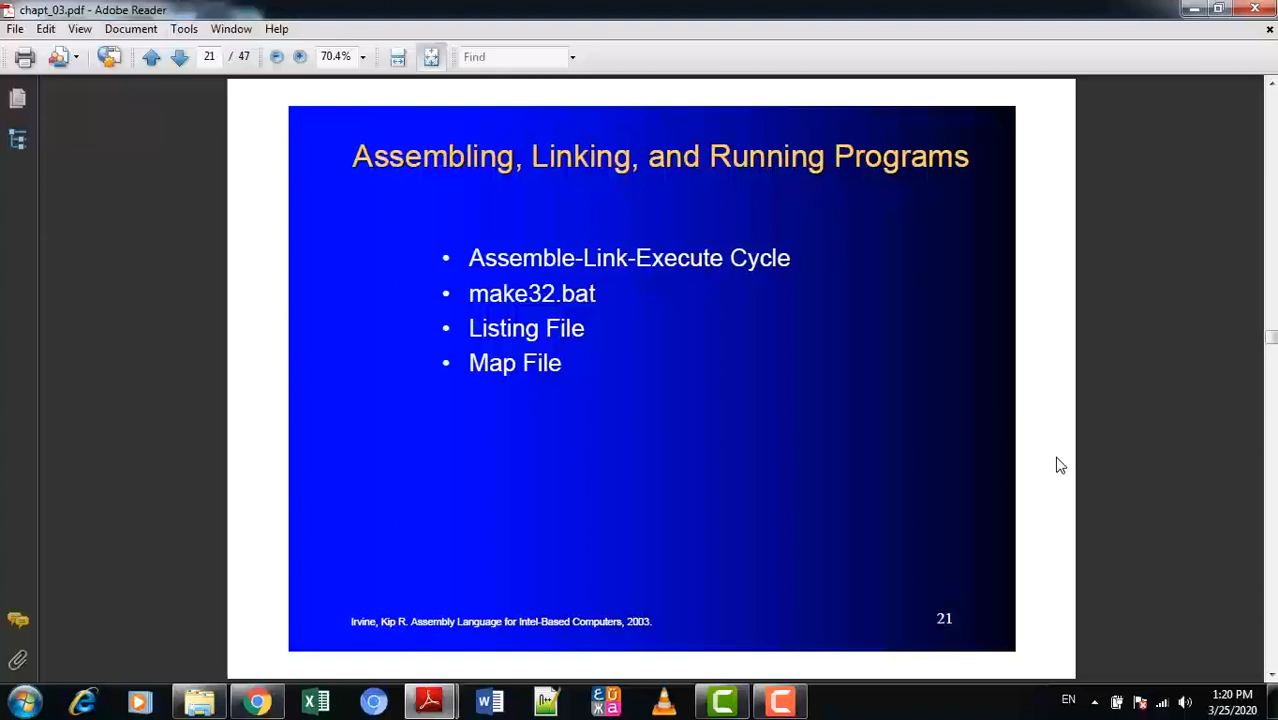 chapt_03.pdf - Adobe Reader
File Edit View Document Tools Window Help
21 / 47 70.4% Find
Assembling, Linking, and Running Programs
• Assemble-Link-Execute Cycle
• make32.bat
• Listing File
• Map File
Irvine, Kip R. Assembly Language for Intel-Based Computers, 2003.
21
EN
1:20 PM
3/25/2020